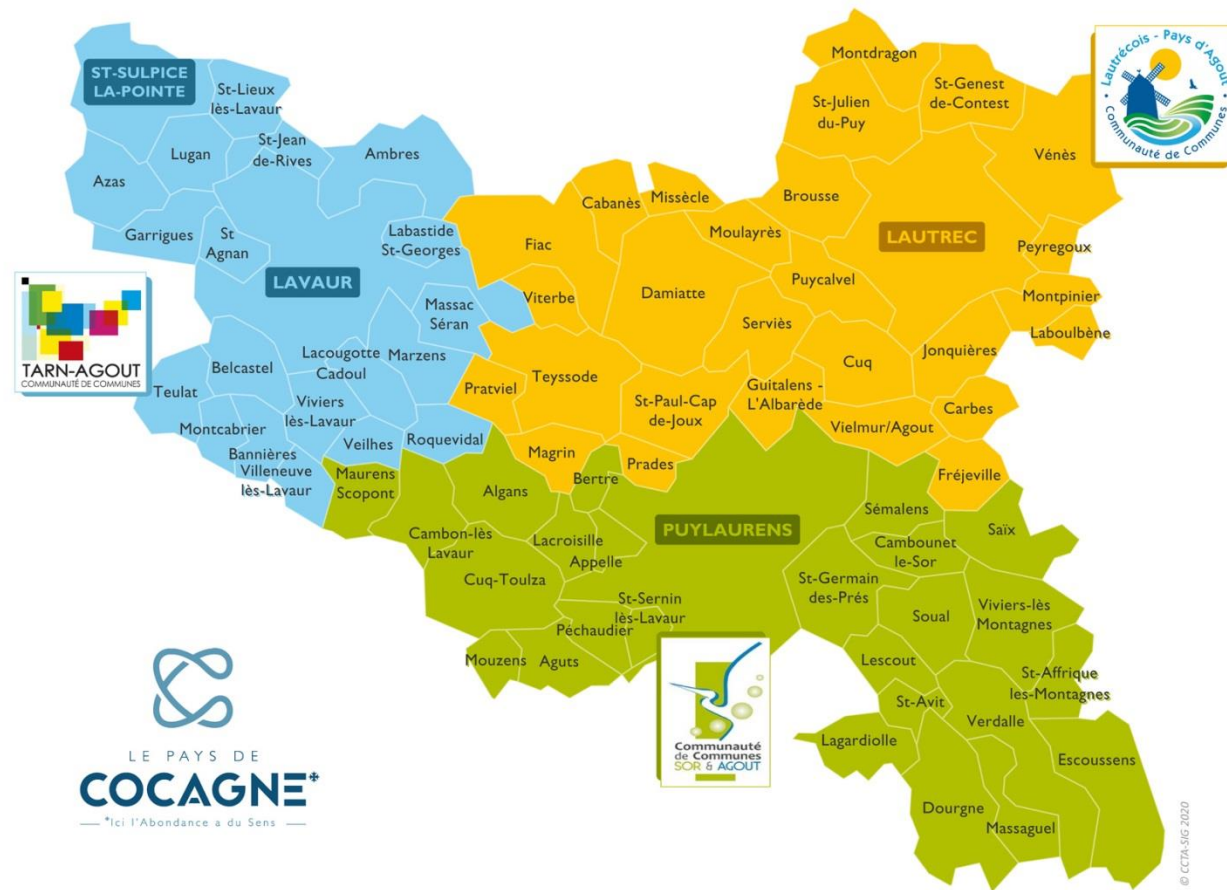 Montdragon
Lautrécois - Pays d'Agout
Communauté de Communes
ST-SULPICE
LA-POINTE
St-Lieux
lès-Lavaur
St-Genest
de-Contest
St-Julien
du-Puy
St-Jean
de-Rives
Lugan
Ambres
Vénès
Azas
Cabanès
Missècle
Brousse
Garrigues
St
Agnan
Labastide
St-Georges
Fiac
Moulayrès
LAUTREC
Peyregoux
LAVAUR
Viterbe
Damiatte
Puycalvel
Montpinier
Massac
Séran
Serviès
Laboulbène
TARN-AGOUT
COMMUNAUTÉ DE COMMUNES
Lacougotte
Cadoul
Marzens
Jonquières
Belcastel
Cuq
Teulat
Teyssode
Pratviel
Guitalens -
L'Albarède
Viviers
lès-Lavaur
St-Paul-Cap
de-Joux
Carbes
Montcabrier
Vielmur/Agout
Veilhes
Roquevidal
Bannières
Magrin
Prades
Villeneuve
lès-Lavaur
Maurens
Scopont
Bertre
Fréjeville
Algans
Sémalens
PUYLAURENS
Saïx
Cambon-lès
Lavaur
Lacroisille
Appelle
Cambounet
le-Sor
Cuq-Toulza
St-Germain
des-Prés
St-Sernin
lès-Lavaur
Soual
Viviers-lès
Montagnes
Péchaudier
Mouzens
Aguts
Lescout
St-Affrique
les-Montagnes
St-Avit
Verdalle
Lagardiolle
Escoussens
Communauté
de Communes
SOR & AGOUT
Dourgne
Massaguel
LE PAYS DE
COCAGNE*
*Ici l'Abondance a du Sens
© CCTA-SIG 2020